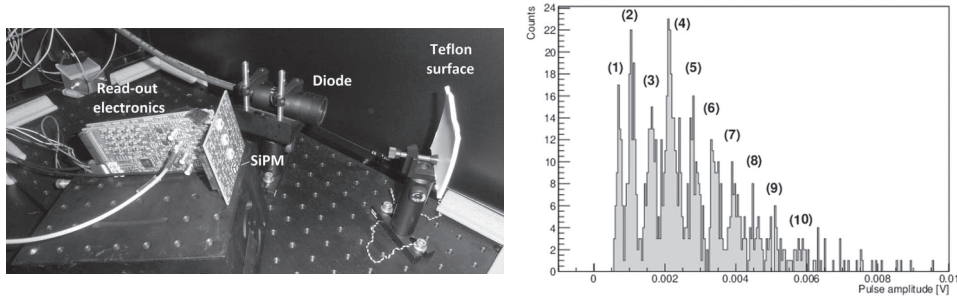 Read-out
electronics
Diode
Teflon
surface
SiPM
Counts
24
22
20
18
16
14
12
10
8
6
4
2
0
(1)
(2)
(3)
(4)
(5)
(6)
(7)
(8)
(9)
(10)
0 0.002 0.004 0.006 0.008 0.01
Pulse amplitude [V]